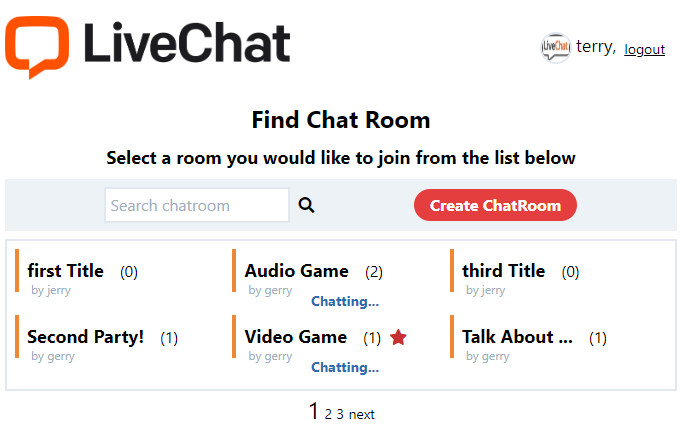 LiveChat
LiveChat terry, logout
Find Chat Room
Select a room you would like to join from the list below
Search chatroom
Create ChatRoom
first Title (0)
by jerry
Audio Game (2)
by gerry
Chatting...
third Title (0)
by jerry
Second Party! (1)
by gerry
Video Game (1)
by gerry
Chatting...
Talk About ... (1)
by gerry
1 2 3 next